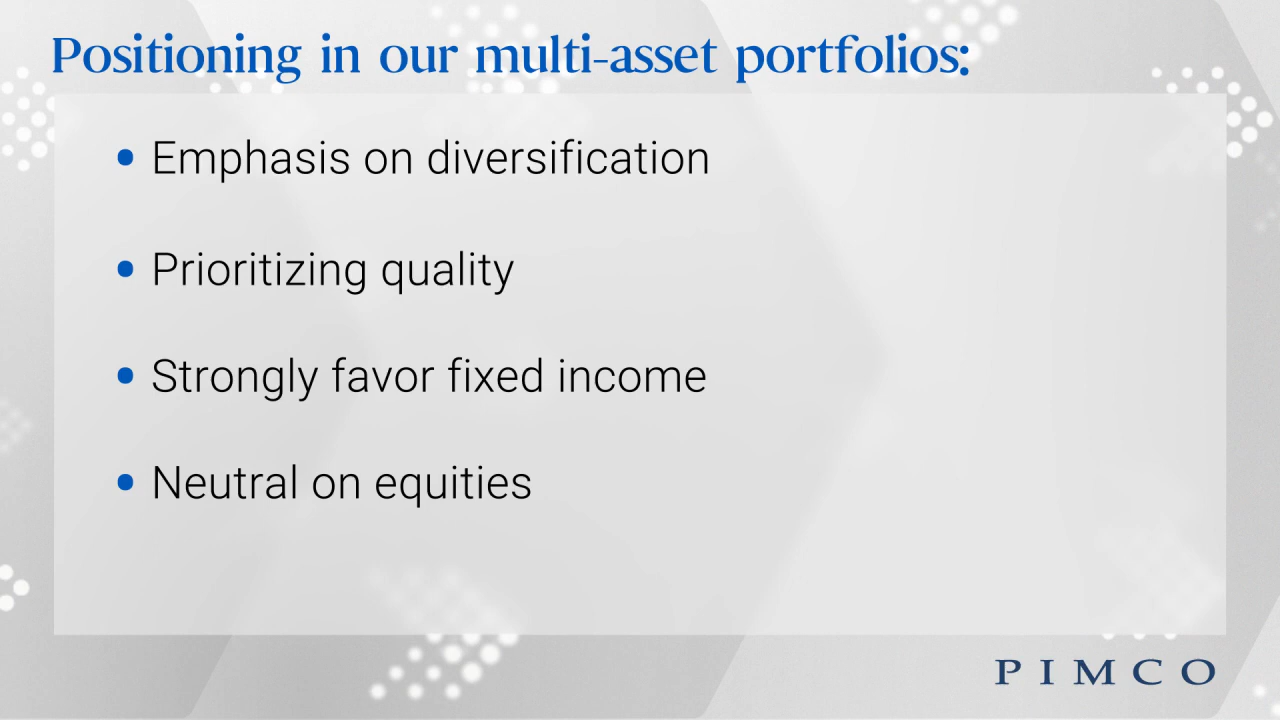 Positioning in our multi-asset portfolios:
• Emphasis on diversification
• Prioritizing quality
• Strongly favor fixed income
• Neutral on equities
PIMCO